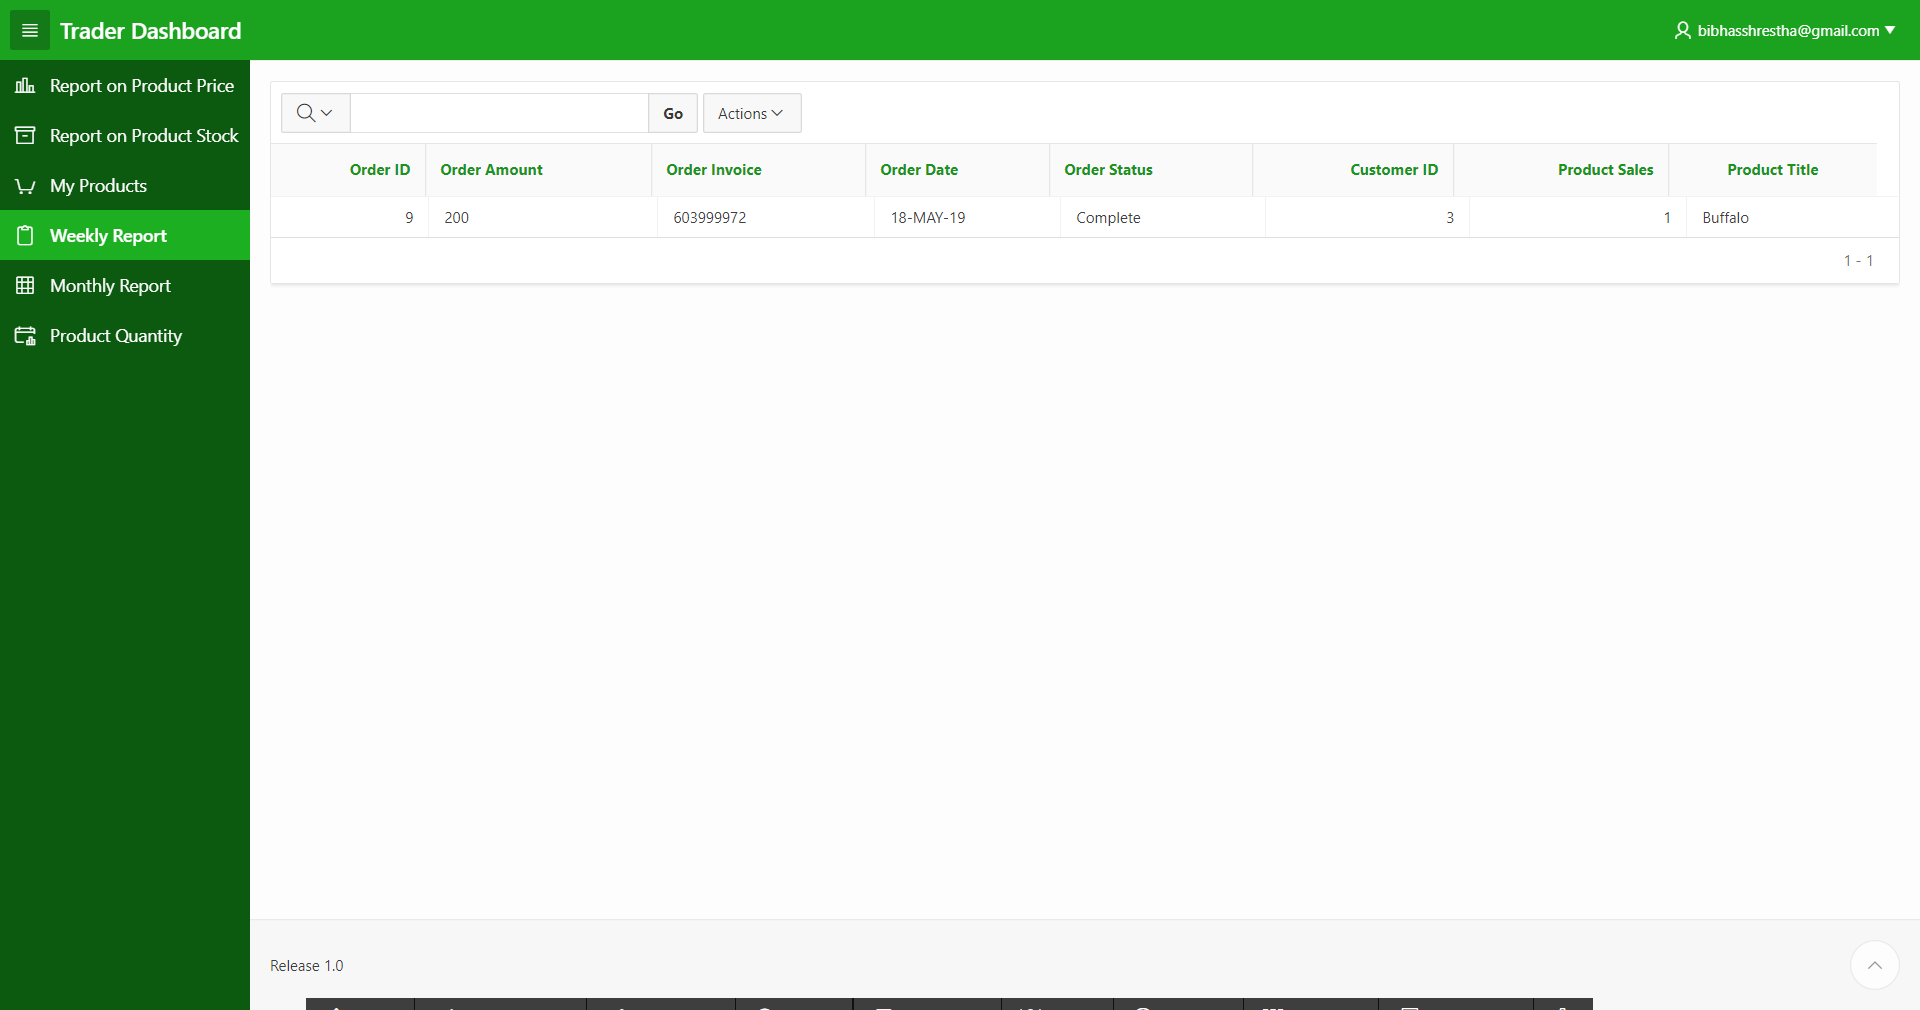 Trader Dashboard
bibhasshrestha@gmail.com
Report on Product Price
Report on Product Stock
My Products
Weekly Report
Monthly Report
Product Quantity
Go
Actions
Order ID Order Amount Order Invoice Order Date Order Status Customer ID Product Sales Product Title
9 200 603999972 18-MAY-19 Complete 3 1 Buffalo
1 - 1
Release 1.0